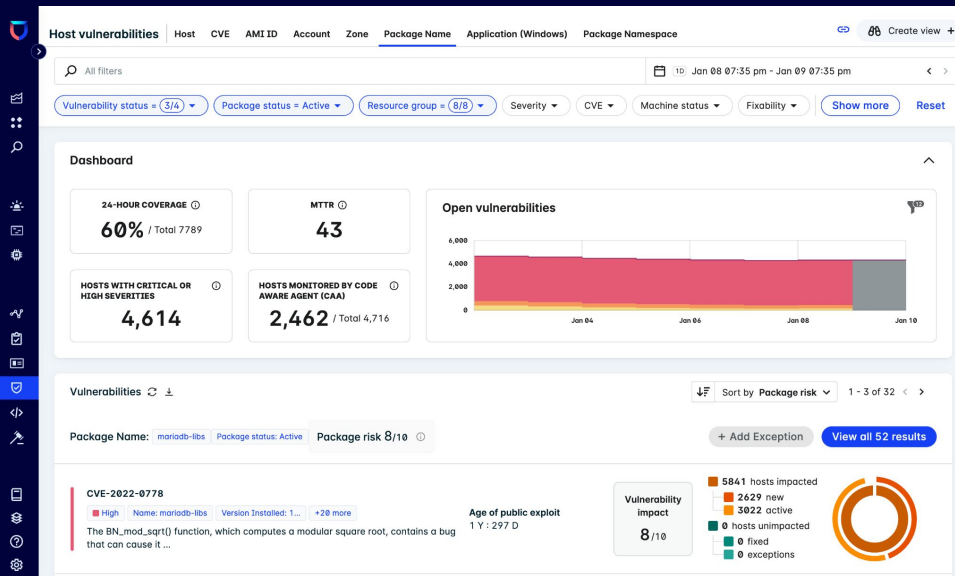 Host vulnerabilities Host CVE AMI ID Account Zone Package Name Application (Windows) Package Namespace Create view +
All filters 1D Jan 08 07:35 pm - Jan 09 07:35 pm
Vulnerability status = 3/4 Package status = Active Resource group = 8/8 Severity CVE Machine status Fixability Show more Reset
Dashboard
24-HOUR COVERAGE
60% / Total 7789
MTTR
43
HOSTS WITH CRITICAL OR
HIGH SEVERITIES
4,614
HOSTS MONITORED BY CODE
AWARE AGENT (CAA)
2,462 / Total 4,716
Open vulnerabilities 12
6,000
4,000
2,000
0
Jan 04 Jan 06 Jan 08 Jan 10
Vulnerabilities Sort by Package risk 1 - 3 of 32
Package Name: mariadb-libs Package status: Active Package risk 8/10 + Add Exception View all 52 results
CVE-2022-0778
High Name: mariadb-libs Version Installed: 1... +20 more
The BN_mod_sqrt() function, which computes a modular square root, contains a bug
that can cause it ...
Age of public exploit
1 Y : 297 D
Vulnerability
impact
8/10
5841 hosts impacted
2629 new
3022 active
0 hosts unimpacted
0 fixed
0 exceptions